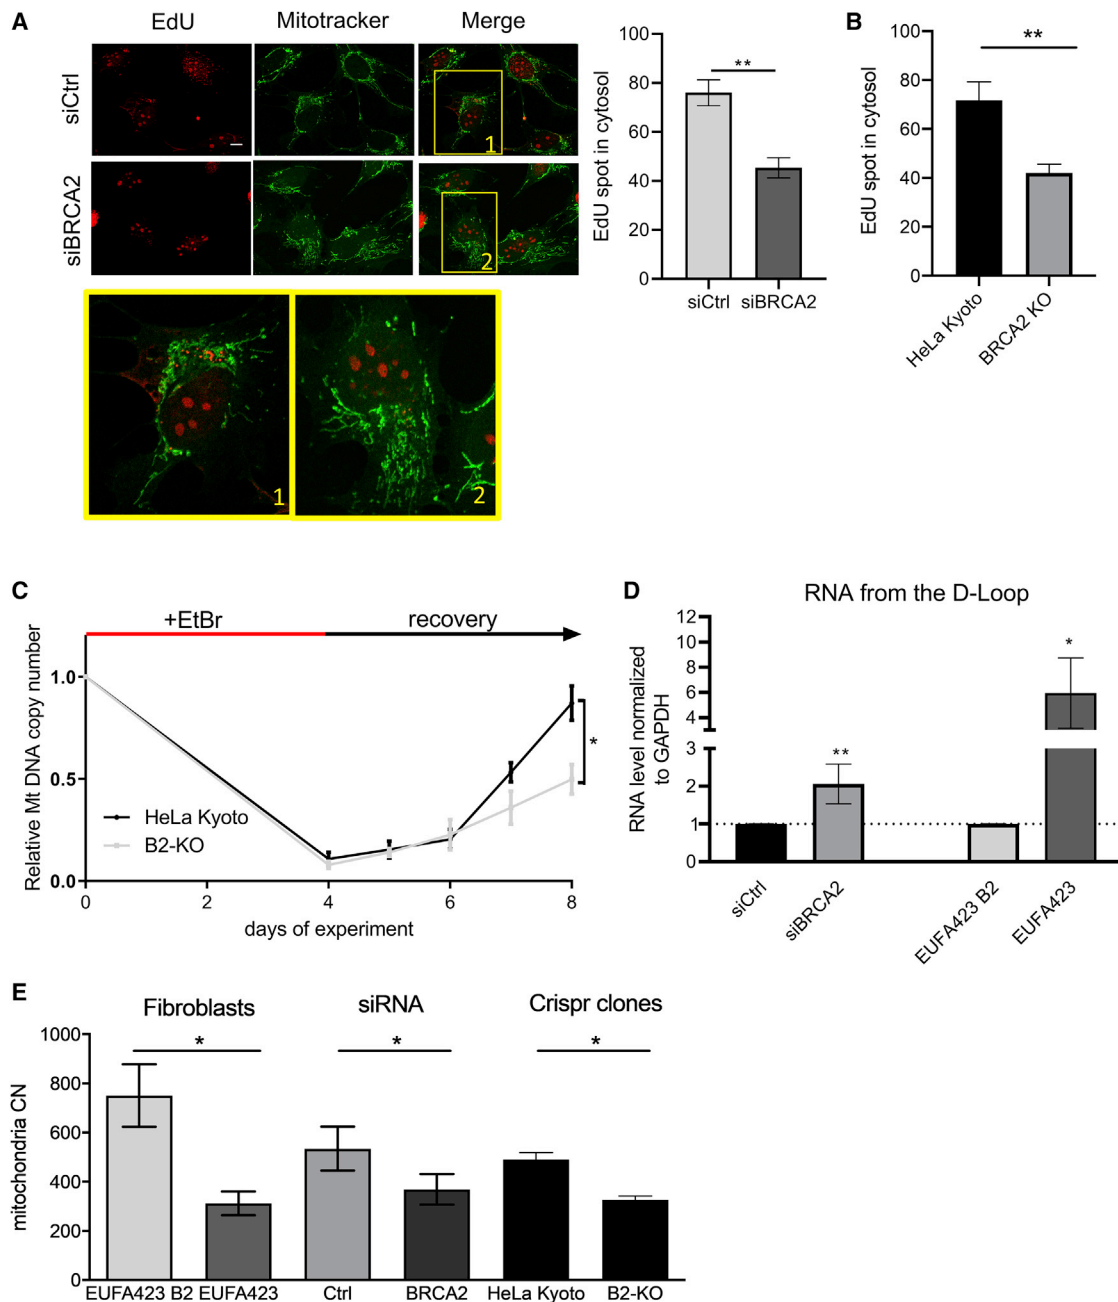 A
EdU
Mitotracker
Merge
siCtrl
siBRCA2
1
2
1
2
EdU spot in cytosol
100
80
60
40
20
0
**
siCtrl siBRCA2
B
EdU spot in cytosol
100
80
60
40
20
0
**
HeLa Kyoto
BRCA2 KO
C
+EtBr
recovery
Relative Mt DNA copy number
1.0
0.5
0.0
*
HeLa Kyoto
B2-KO
0 2 4 6 8
days of experiment
D
RNA from the D-Loop
RNA level normalized
to GAPDH
12
10
8
6
4
3
2
1
0
**
*
siCtrl
siBRCA2
EUFA423 B2
EUFA423
E
Fibroblasts
siRNA
Crispr clones
mitochondria CN
1000
800
600
400
200
0
*
*
*
EUFA423 B2 EUFA423 Ctrl BRCA2 HeLa Kyoto B2-KO